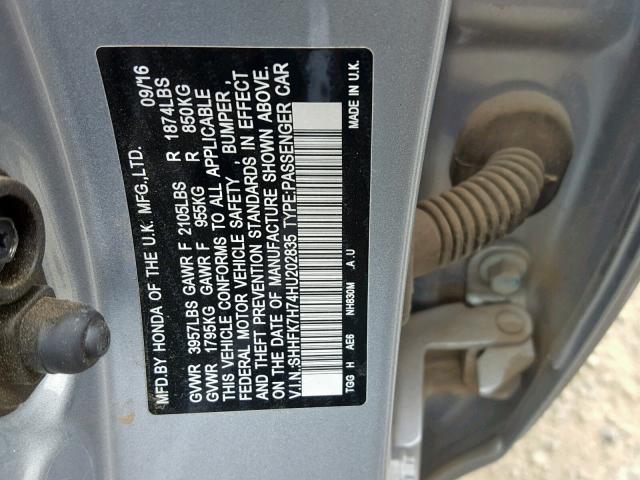 MFD.BY HONDA OF THE U.K. MFG.,LTD. 09/'16
GVWR 3957LBS GAWR F 2105LBS R 1874LBS
GVWR 1795KG GAWR F 955KG R 850KG
THIS VEHICLE CONFORMS TO ALL APPLICABLE
FEDERAL MOTOR VEHICLE SAFETY, BUMPER,
AND THEFT PREVENTION STANDARDS IN EFFECT
ON THE DATE OF MANUFACTURE SHOWN ABOVE.
V.I.N.:SHHFK7H74HU202835 TYPE:PASSENGER CAR
TGG H AE6 NH830M .A.U MADE IN U.K.